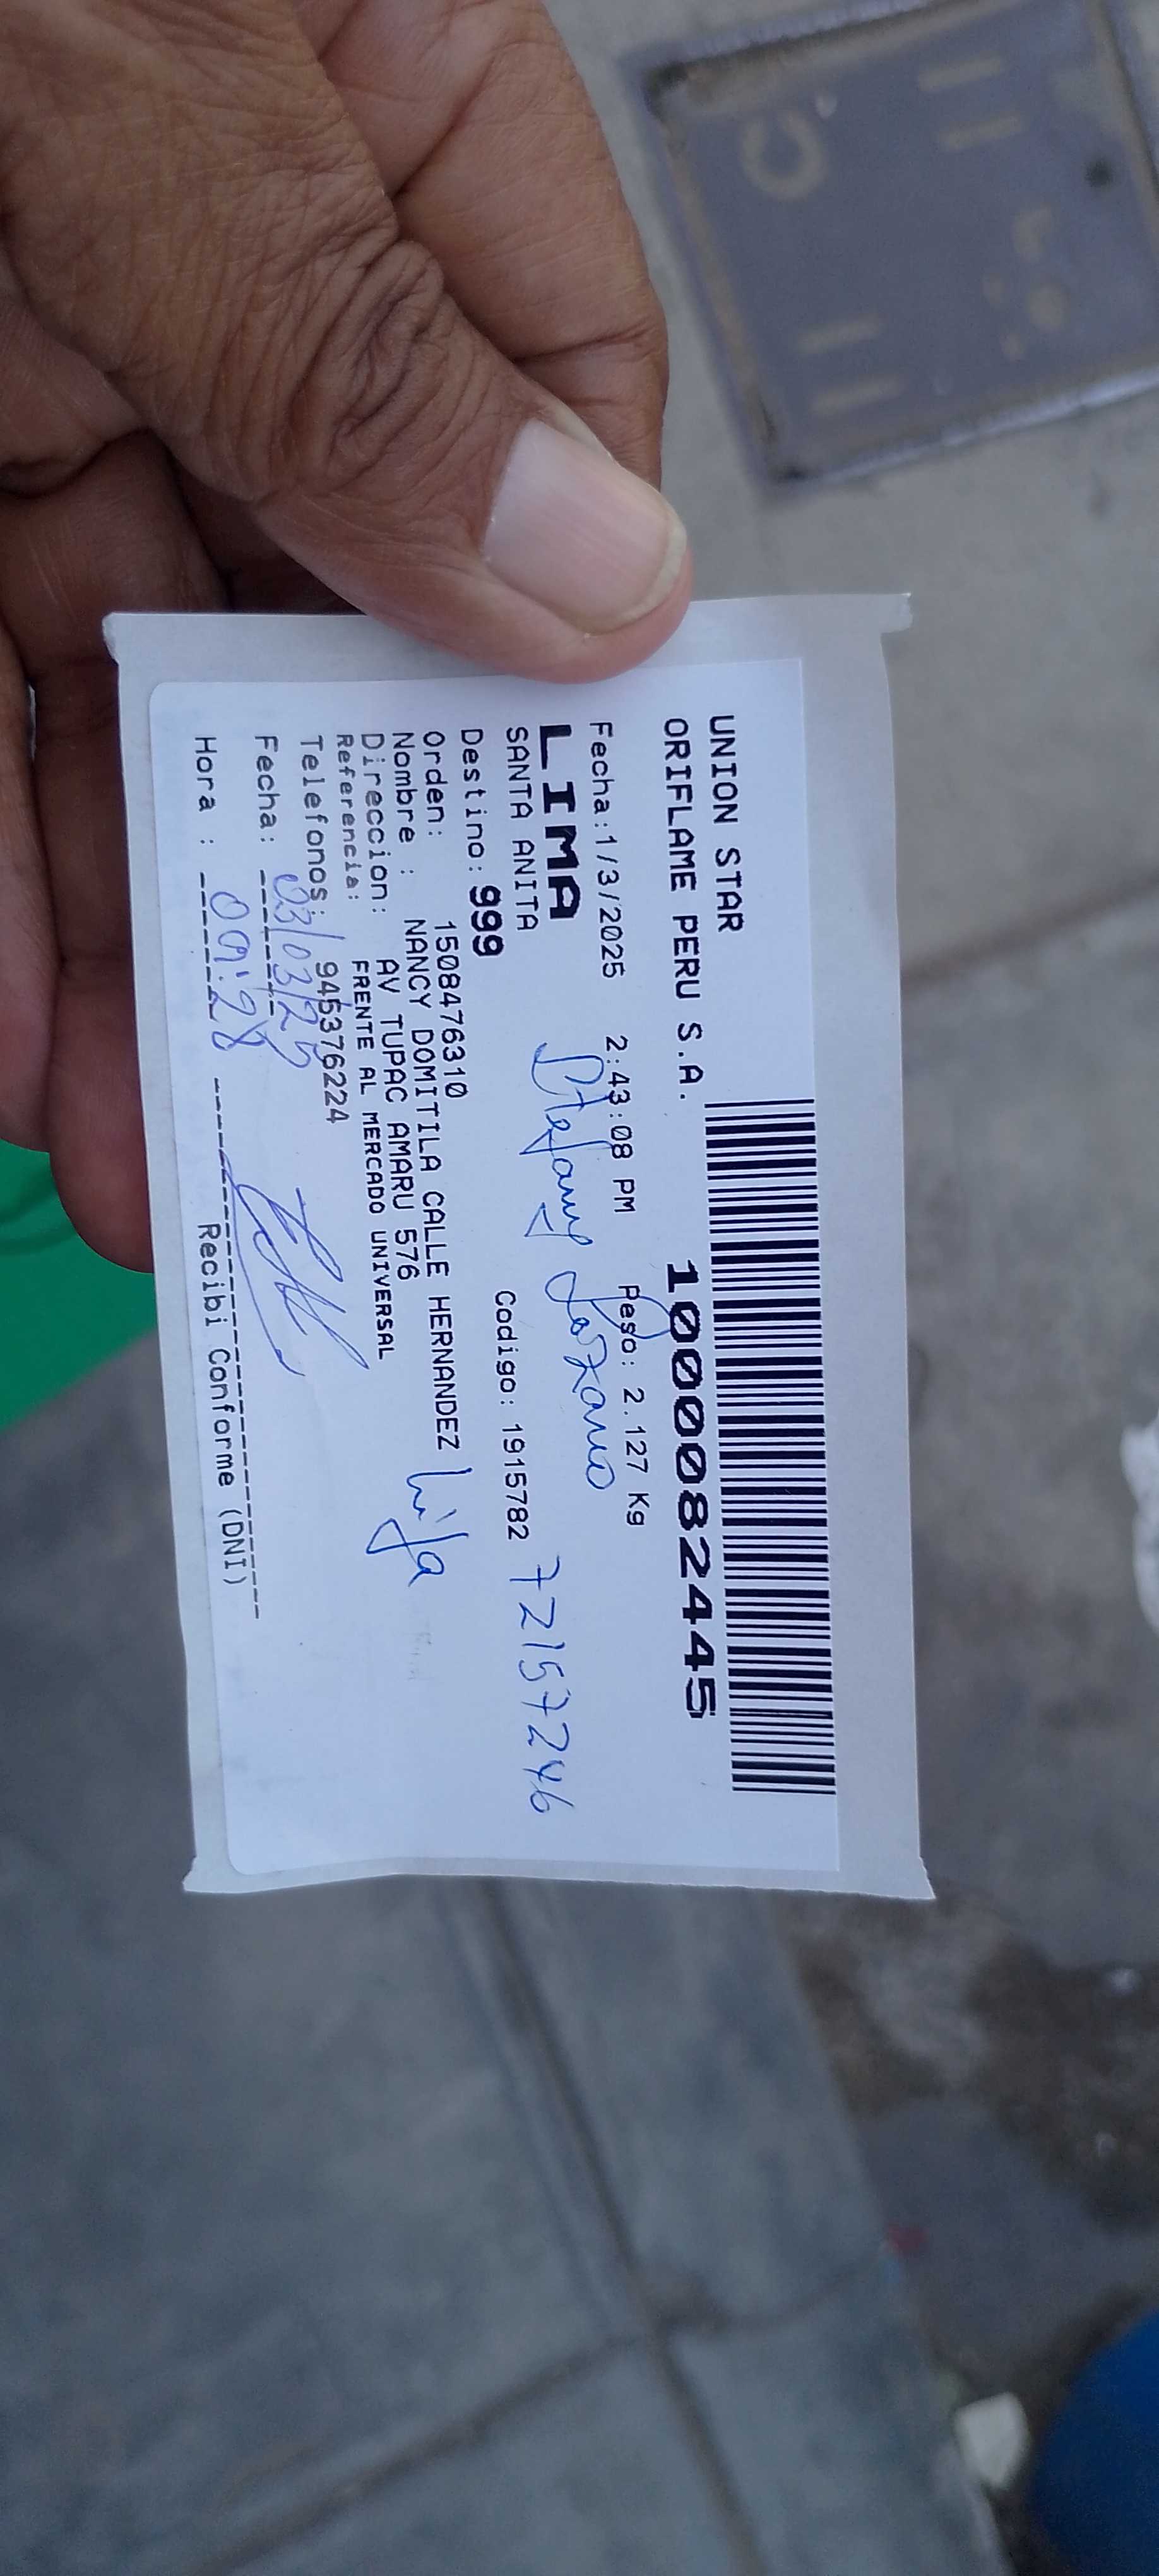 UNION STAR
ORIFLAME PERU S.A.
1000082445
Fecha:1/3/2025 2:43:08 PM Peso: 2.127 Kg
LIMA
SANTA ANITA
Stefany Lozano
Destino: 999 Codigo: 1915782
72157246
Orden: 1508476310
Nombre : NANCY DOMITILA CALLE HERNANDEZ
hija
Direccion: AV TUPAC AMARU 576
Referencia: FRENTE AL MERCADO UNIVERSAL
Telefonos: 945376224
Fecha: 03/03/25
Hora : 09:28
Recibi Conforme (DNI)